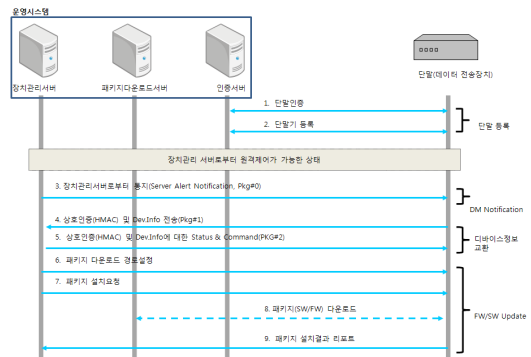 운영시스템
장치관리서버
패키지다운로드서버
인증서버
단말(데이터 전송장치)
1. 단말인증
2. 단말기 등록
단말 등록
장치관리 서버로부터 원격제어가 가능한 상태
3. 장치관리서버로부터 통지(Server Alert Notification, Pkg#0)
DM Notification
4. 상호인증(HMAC) 및 Dev.Info 전송(Pkg#1)
5. 상호인증(HMAC) 및 Dev.Info에 대한 Status & Command(PKG#2)
디바이스정보
교환
6. 패키지 다운로드 경로설정
7. 패키지 설치요청
8. 패키지(SW/FW) 다운로드
FW/SW Update
9. 패키지 설치결과 리포트